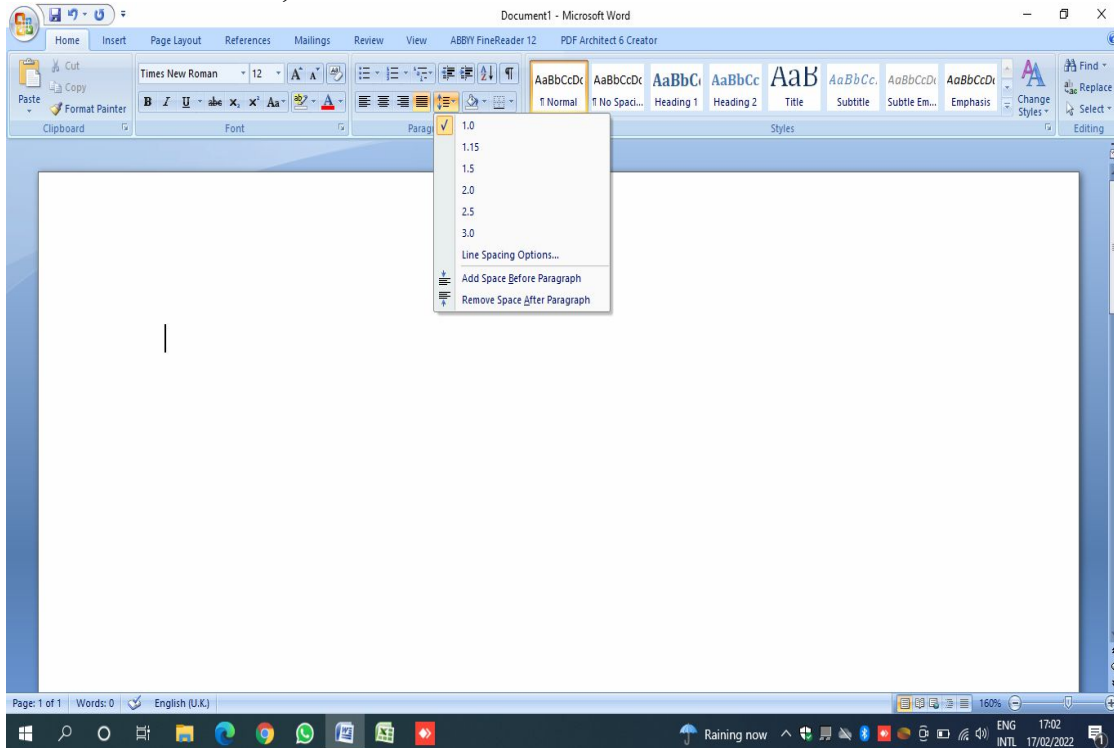 Document1 - Microsoft Word
Home Insert Page Layout References Mailings Review View ABBYY FineReader 12 PDF Architect 6 Creator
Cut
Copy
Format Painter
Paste
Clipboard
Times New Roman 12
B I U abc x₂ x² Aa
Font
Paragr
AaBbCcDc AaBbCcDc AaBbC AaBbCc AaB AaBbCc. AaBbCcDc AaBbCcDc
¶ Normal ¶ No Spaci... Heading 1 Heading 2 Title Subtitle Subtle Em... Emphasis
Change Styles
Styles
Find
Replace
Select
Editing
1.0
1.15
1.5
2.0
2.5
3.0
Line Spacing Options...
Add Space Before Paragraph
Remove Space After Paragraph
Page: 1 of 1 Words: 0 English (U.K.) 160%
Raining now ENG 17:02
INTL 17/02/2022